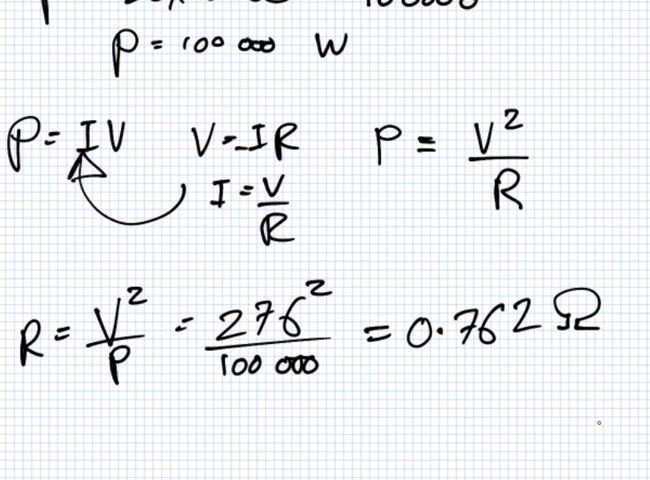 P = 100 000 W
P = IV V = IR P = V²/R
I = V/R
R = V²/P = 276²/100 000 = 0.762 Ω